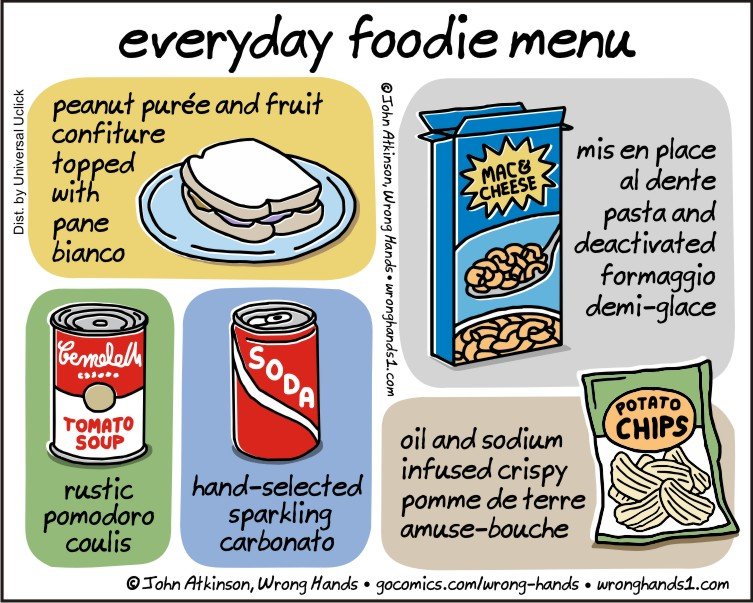 everyday foodie menu
Dist. by Universal Uclick
peanut purée and fruit
confiture
topped
with
pane
bianco
© John Atkinson, Wrong Hands • wronghands1.com
MAC &
CHEESE
mis en place
al dente
pasta and
deactivated
formaggio
demi-glace
TOMATO
SOUP
rustic
pomodoro
coulis
SODA
hand-selected
sparkling
carbonato
oil and sodium
infused crispy
pomme de terre
amuse-bouche
POTATO
CHIPS
© John Atkinson, Wrong Hands • gocomics.com/wrong-hands • wronghands1.com